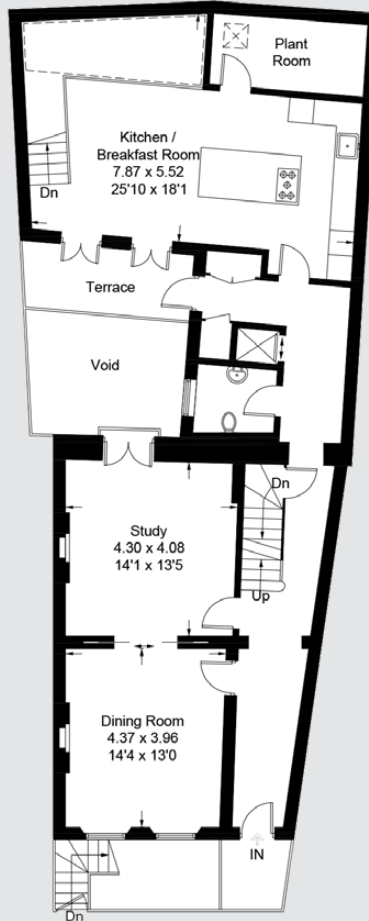 Plant
Room
Kitchen /
Breakfast Room
7.87 x 5.52
25'10 x 18'1
Dn
Terrace
Void
Dn
Study
4.30 x 4.08
14'1 x 13'5
Up
Dining Room
4.37 x 3.96
14'4 x 13'0
IN
Dn